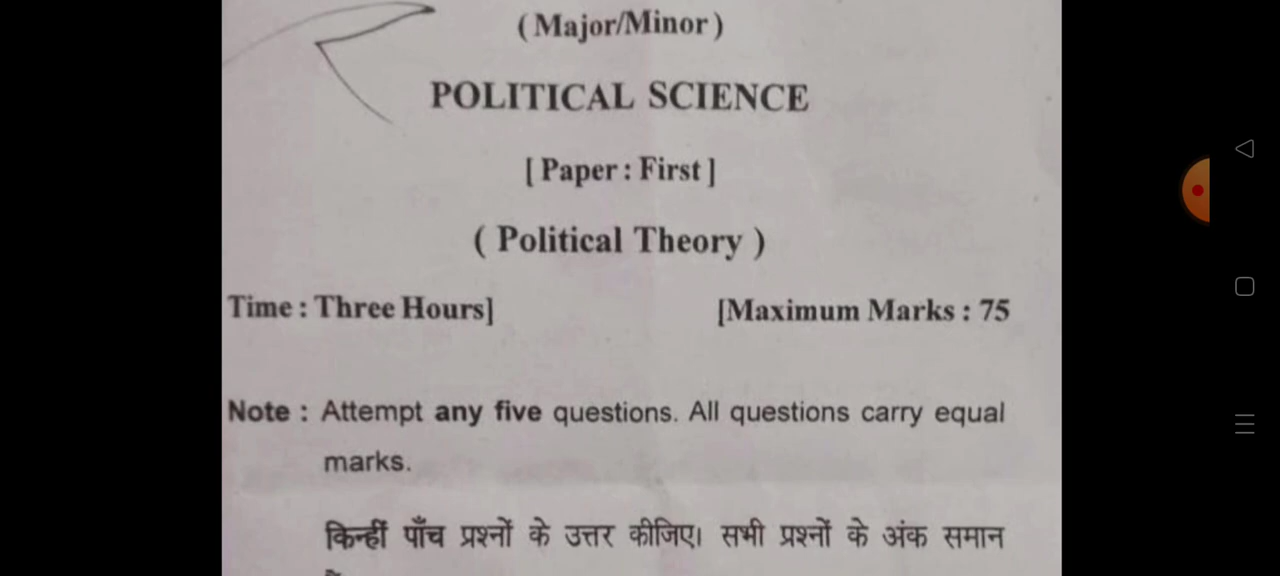 (Major/Minor)
POLITICAL SCIENCE
[ Paper : First ]
( Political Theory )
Time : Three Hours] [Maximum Marks : 75
Note : Attempt any five questions. All questions carry equal
marks.
किन्हीं पाँच प्रश्नों के उत्तर कीजिए। सभी प्रश्नों के अंक समान